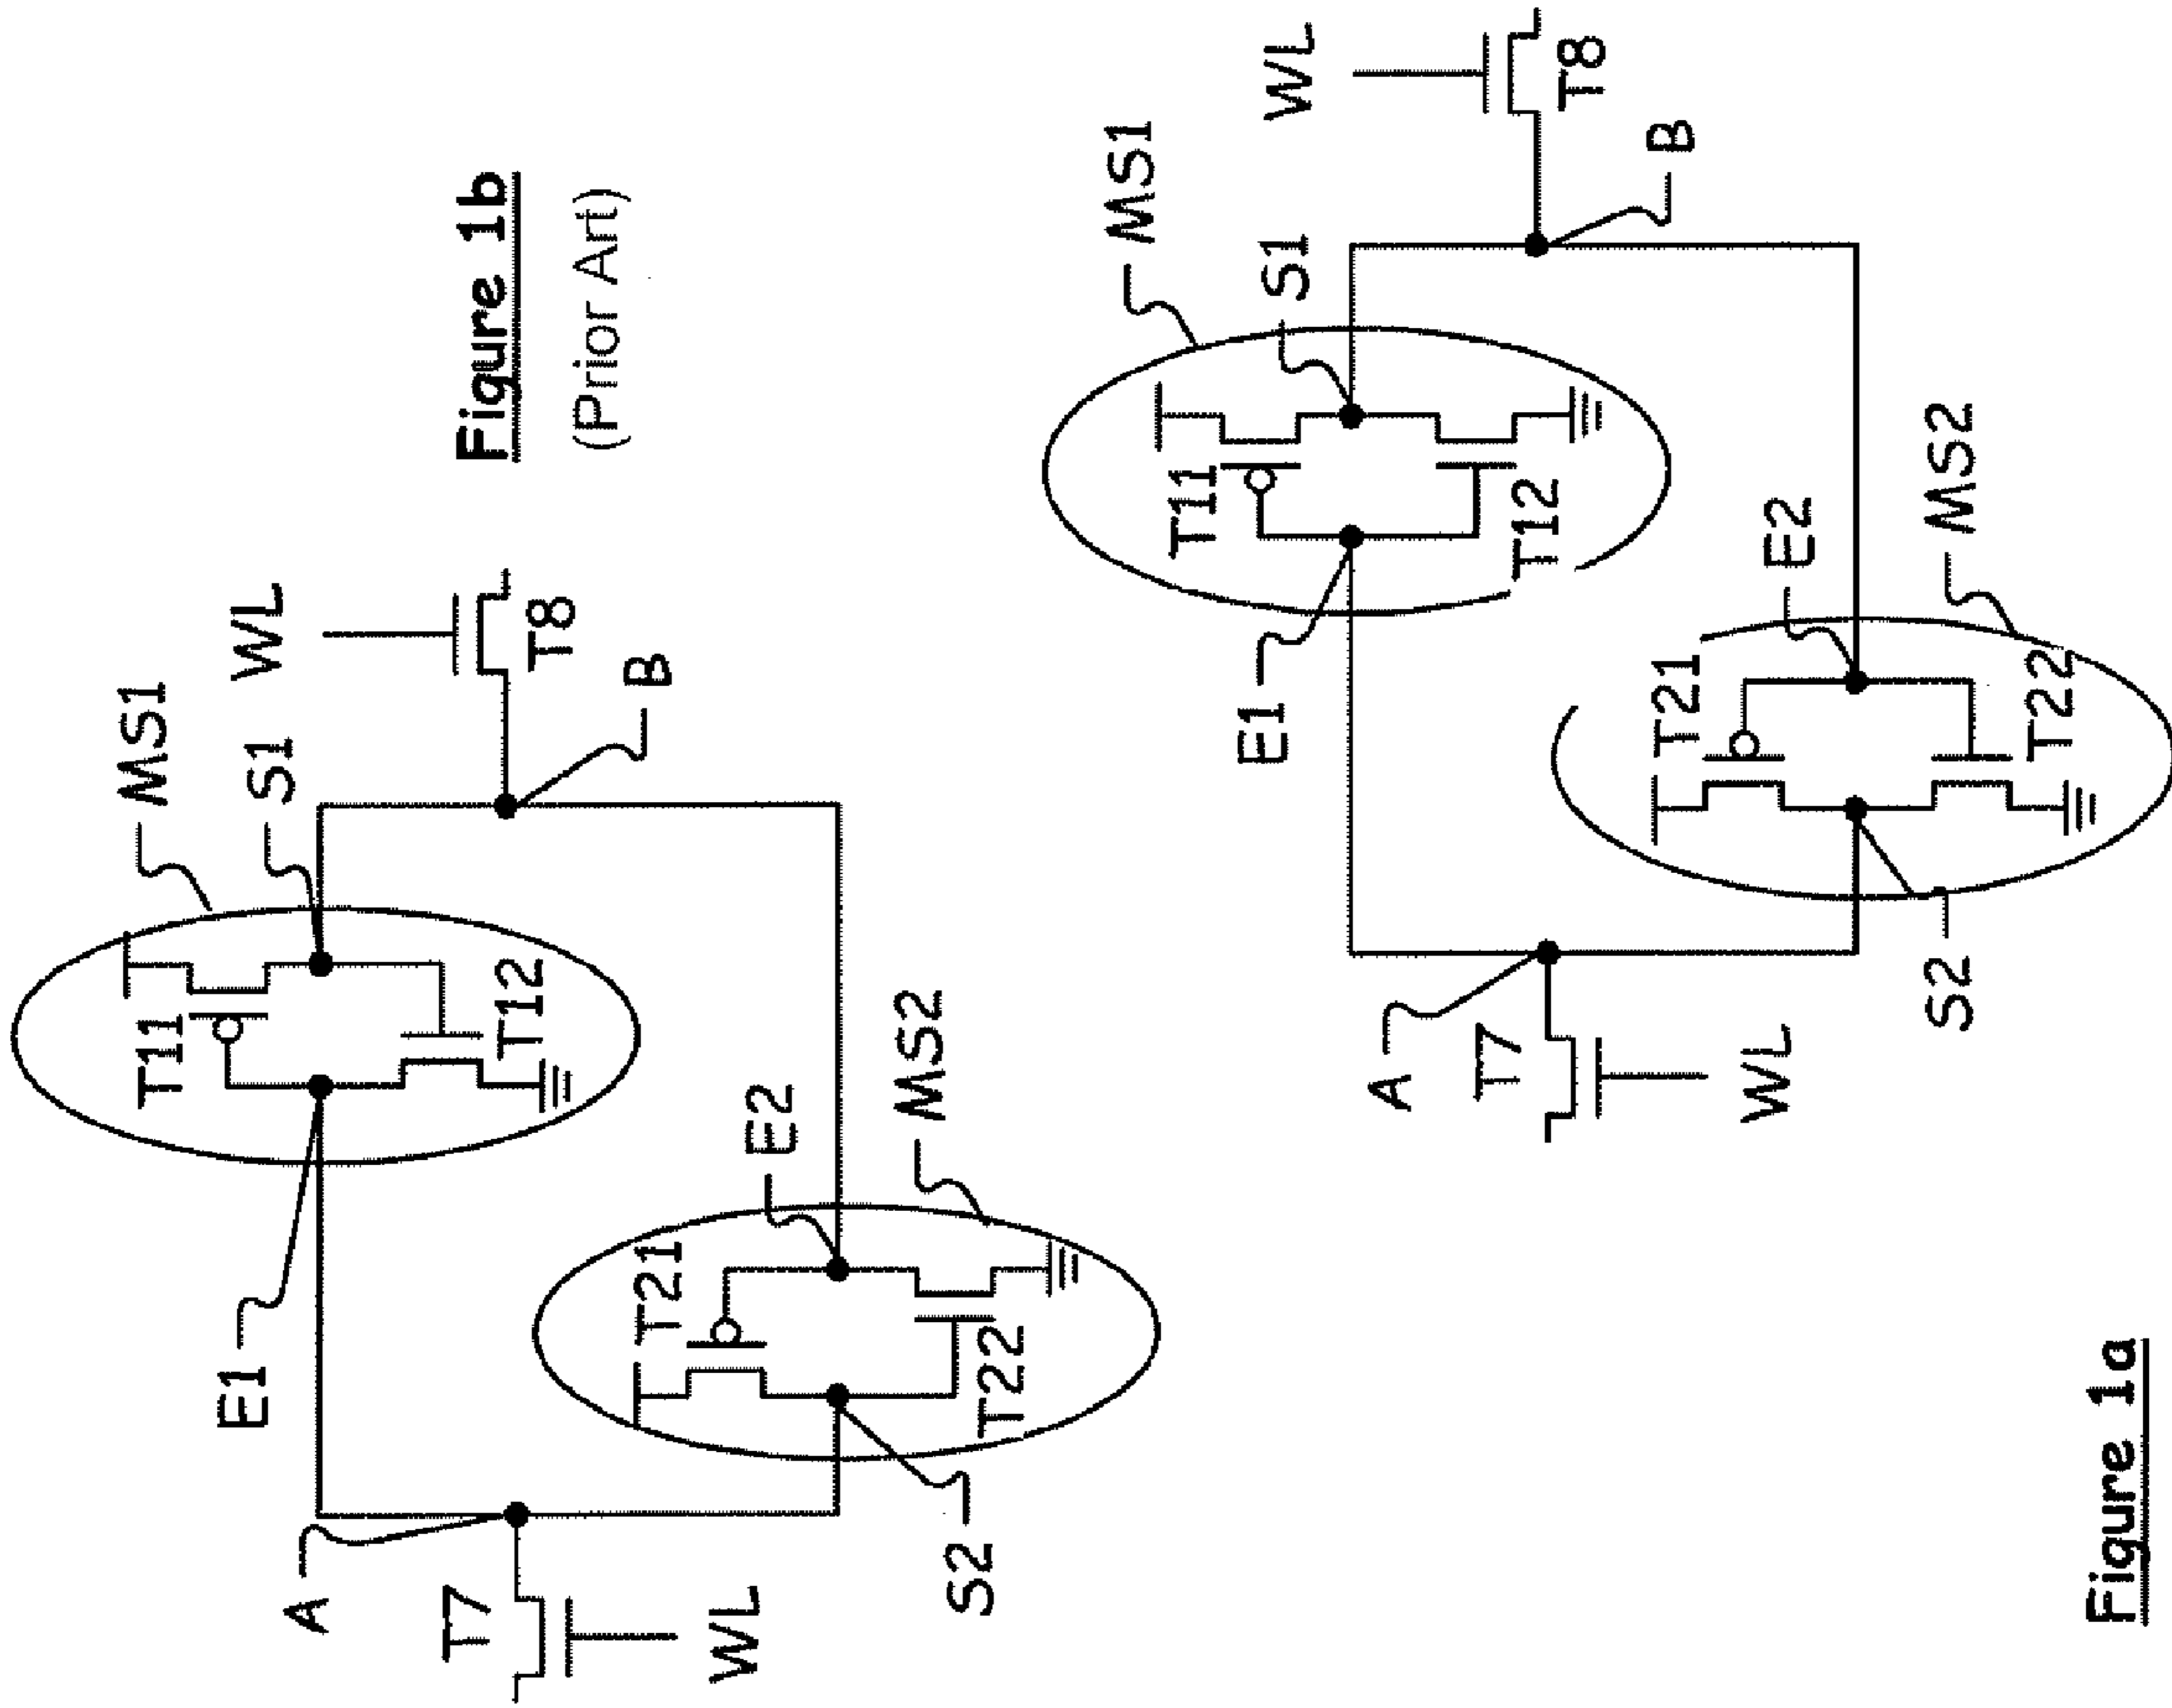 Figure 1b
(Prior Art)
MS1
WL
S1
T11
T12
T8
B
E1
A
T7
WL
E2
T21
T22
MS2
S2
WL
MS1
S1
T8
T11
T12
B
E1
A
T7
WL
E2
T21
T22
MS2
S2
Figure 1a